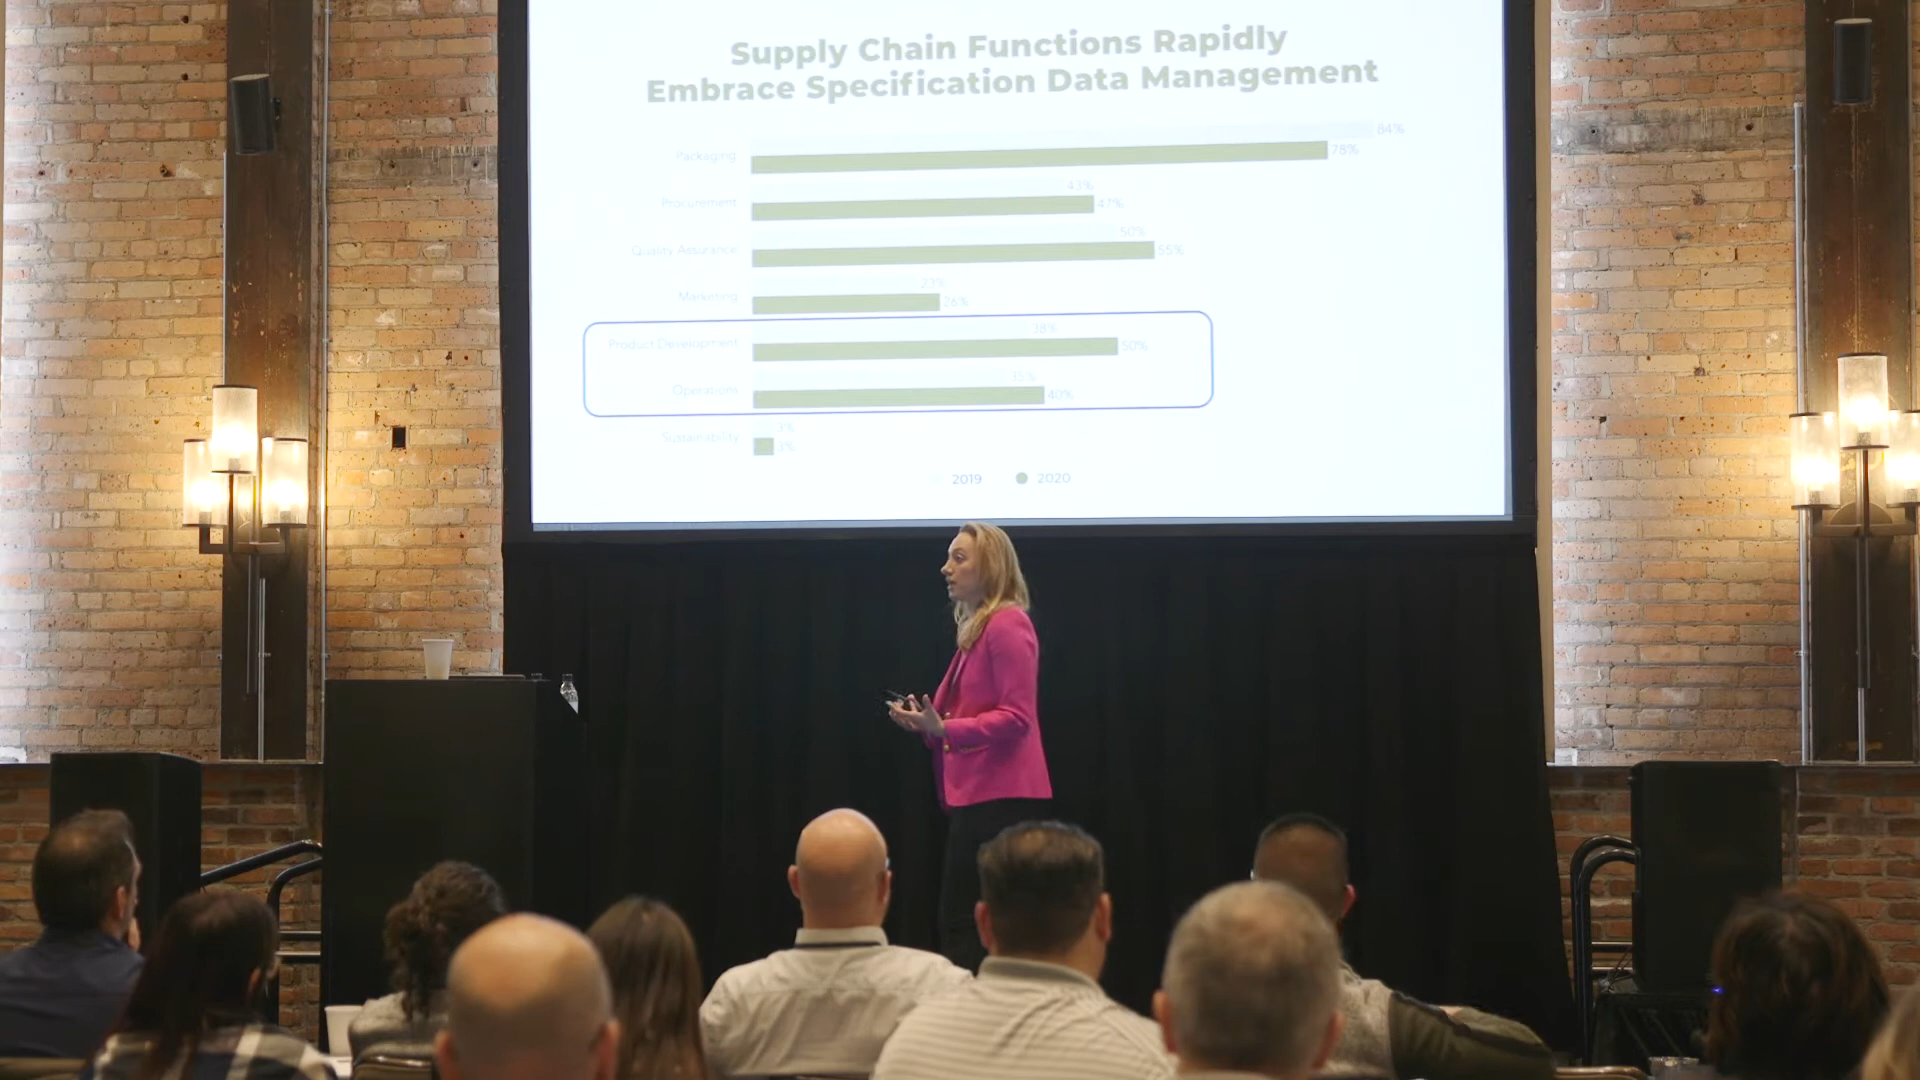 Supply Chain Functions Rapidly
Embrace Specification Data Management
84%
Packaging 78%
43%
Procurement 47%
50%
Quality Assurance 55%
23%
Marketing 26%
38%
Product Development 50%
35%
Operations 40%
3%
Sustainability 3%
2019 2020